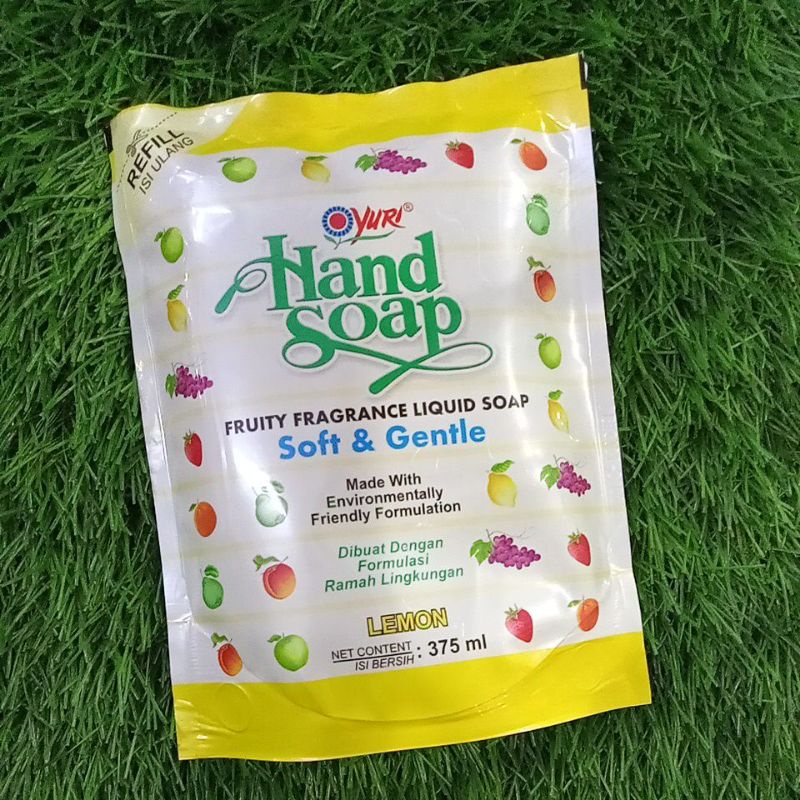 REFILL
ISI ULANG
YURI®
Hand
Soap
FRUITY FRAGRANCE LIQUID SOAP
Soft & Gentle
Made With
Environmentally
Friendly Formulation
Dibuat Dengan
Formulasi
Ramah Lingkungan
LEMON
NET CONTENT
ISI BERSIH : 375 ml